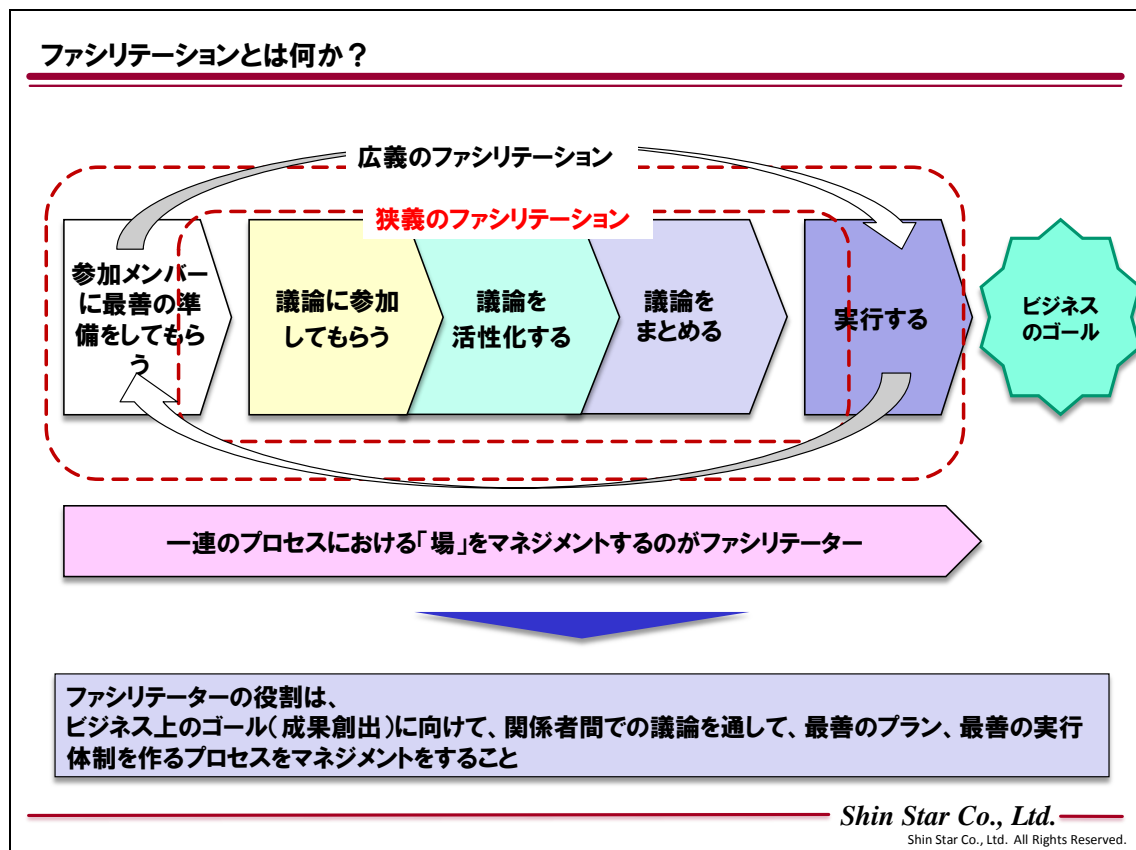 ファシリテーションとは何か？
広義のファシリテーション
狭義のファシリテーション
参加メンバー
に最善の準
備をしてもら
う
議論に参加
してもらう
議論を
活性化する
議論を
まとめる
実行する
ビジネス
のゴール
一連のプロセスにおける「場」をマネジメントするのがファシリテーター
ファシリテーターの役割は、
ビジネス上のゴール（成果創出）に向けて、関係者間での議論を通して、最善のプラン、最善の実行
体制を作るプロセスをマネジメントをすること
Shin Star Co., Ltd.
Shin Star Co., Ltd. All Rights Reserved.